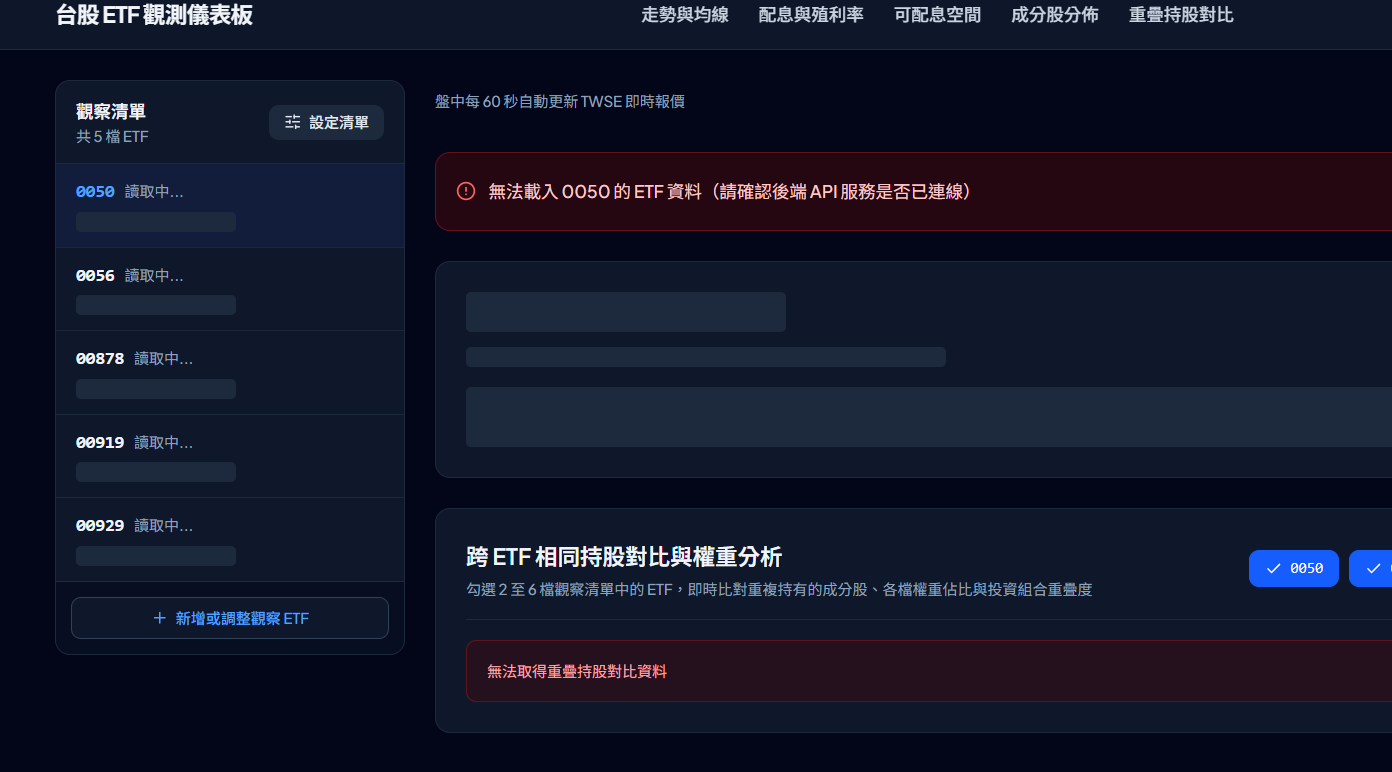 台股 ETF 觀測儀表板
走勢與均線 配息與殖利率 可配息空間 成分股分佈 重疊持股對比
觀察清單
共 5 檔 ETF
設定清單
0050 讀取中...
0056 讀取中...
00878 讀取中...
00919 讀取中...
00929 讀取中...
新增或調整觀察 ETF
盤中每 60 秒自動更新 TWSE 即時報價
無法載入 0050 的 ETF 資料（請確認後端 API 服務是否已連線）
跨 ETF 相同持股對比與權重分析
勾選 2 至 6 檔觀察清單中的 ETF，即時比對重複持有的成分股、各檔權重佔比與投資組合重疊度
0050
無法取得重疊持股對比資料